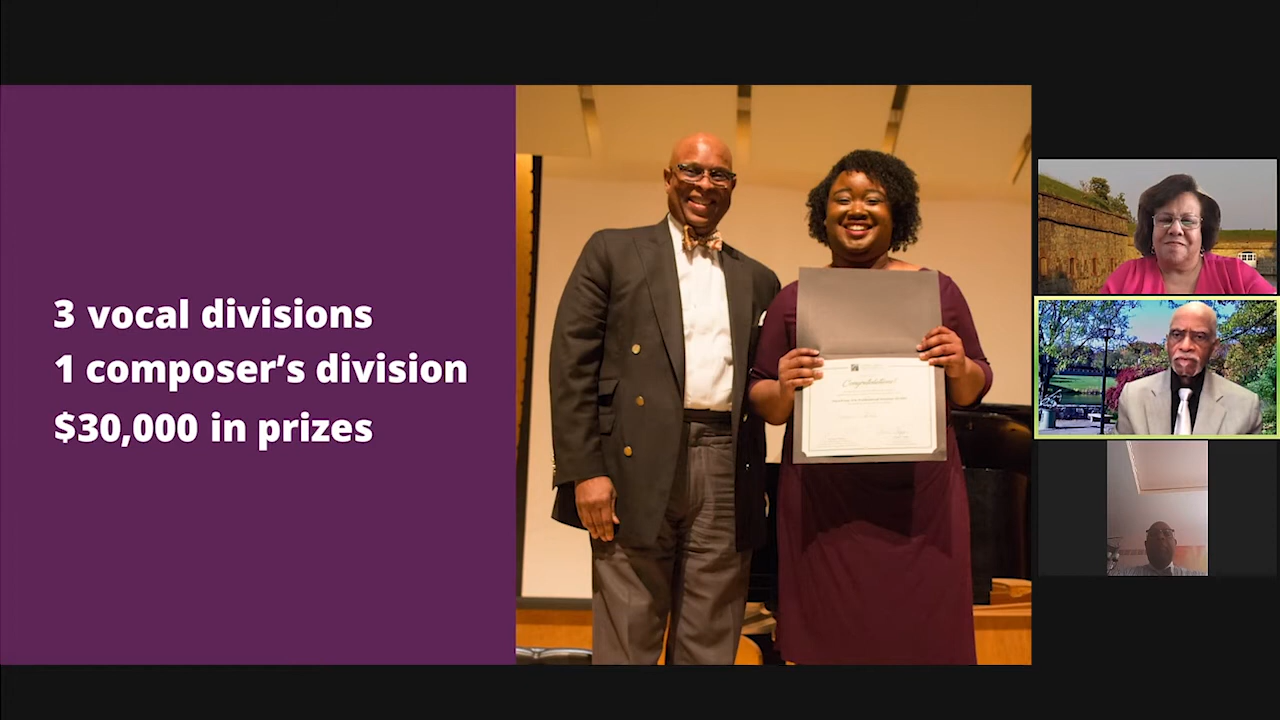 3 vocal divisions
1 composer’s division
$30,000 in prizes
Congratulations!